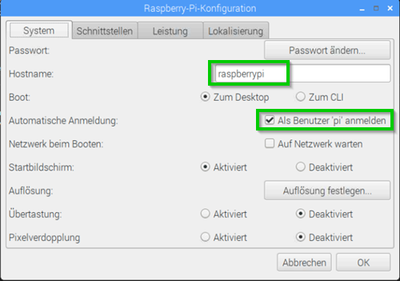 Raspberry-Pi-Konfiguration
System Schnittstellen Leistung Lokalisierung
Passwort: Passwort ändern...
Hostname: raspberrypi
Boot: Zum Desktop Zum CLI
Automatische Anmeldung: Als Benutzer 'pi' anmelden
Netzwerk beim Booten: Auf Netzwerk warten
Startbildschirm: Aktiviert Deaktiviert
Auflösung: Auflösung festlegen...
Übertastung: Aktiviert Deaktiviert
Pixelverdopplung Aktiviert Deaktiviert
Abbrechen OK